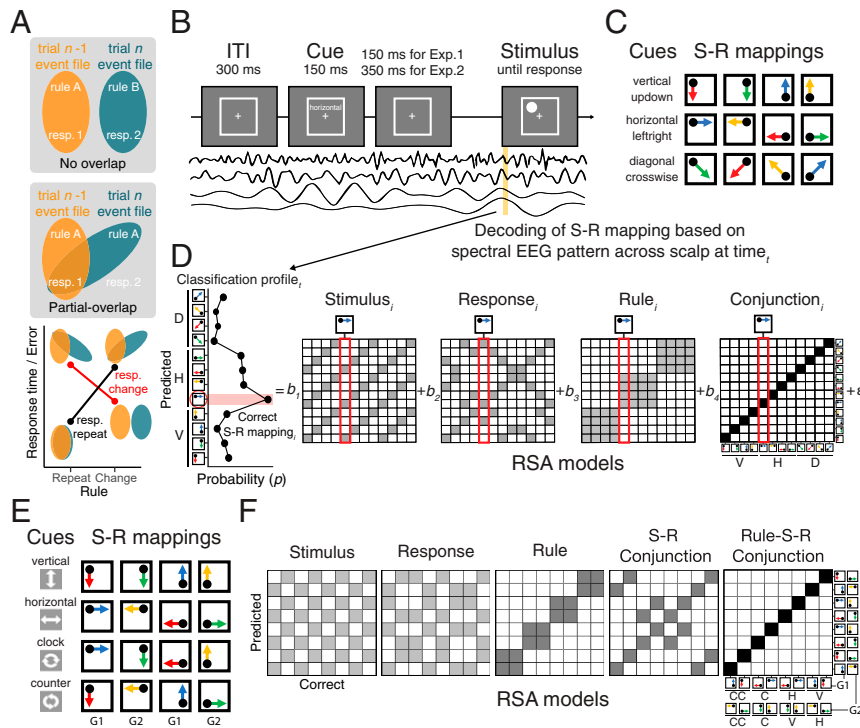 A
trial n -1
event file
trial n
event file
rule A
rule B
resp. 1
resp. 2
No overlap
trial n -1
event file
trial n
event file
rule A
rule A
resp. 1
resp. 2
Partial-overlap
Response time / Error
resp.
change
resp.
repeat
Repeat Change
Rule
B
ITI
300 ms
Cue
150 ms
150 ms for Exp.1
350 ms for Exp.2
Stimulus
until response
horizontal
Decoding of S-R mapping based on
spectral EEG pattern across scalp at time t
C
Cues S-R mappings
vertical
updown
horizontal
leftright
diagonal
crosswise
D
Classification profile t
Predicted
D
H
V
Correct
S-R mapping i
Probability (p)
Stimulus i
Response i
Rule i
Conjunction i
= b 1
+b 2
+b 3
+b 4
+ ε
V H D
RSA models
E
Cues S-R mappings
vertical
horizontal
clock
counter
G1 G2 G1 G2
F
Stimulus
Response
Rule
S-R
Conjunction
Rule-S-R
Conjunction
Predicted
Correct
RSA models
CC C H V
G1
G2
CC C V H